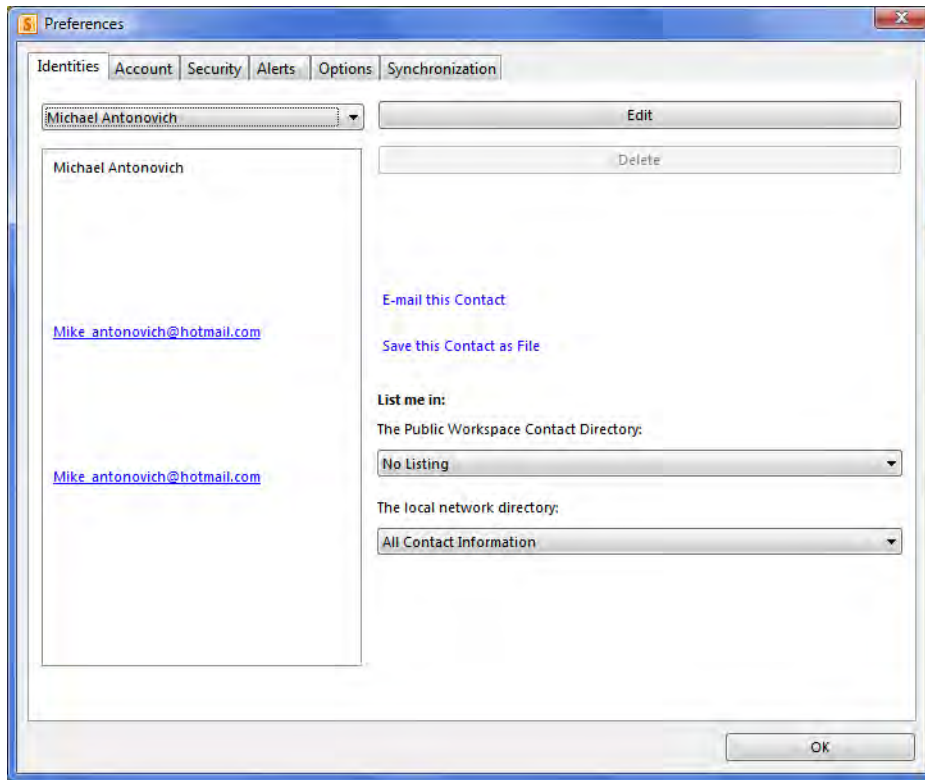 S Preferences
Identities Account Security Alerts Options Synchronization
Michael Antonovich
Edit
Michael Antonovich
Delete
E-mail this Contact
Mike_antonovich@hotmail.com
Save this Contact as File
List me in:
The Public Workspace Contact Directory:
No Listing
Mike_antonovich@hotmail.com
The local network directory:
All Contact Information
OK